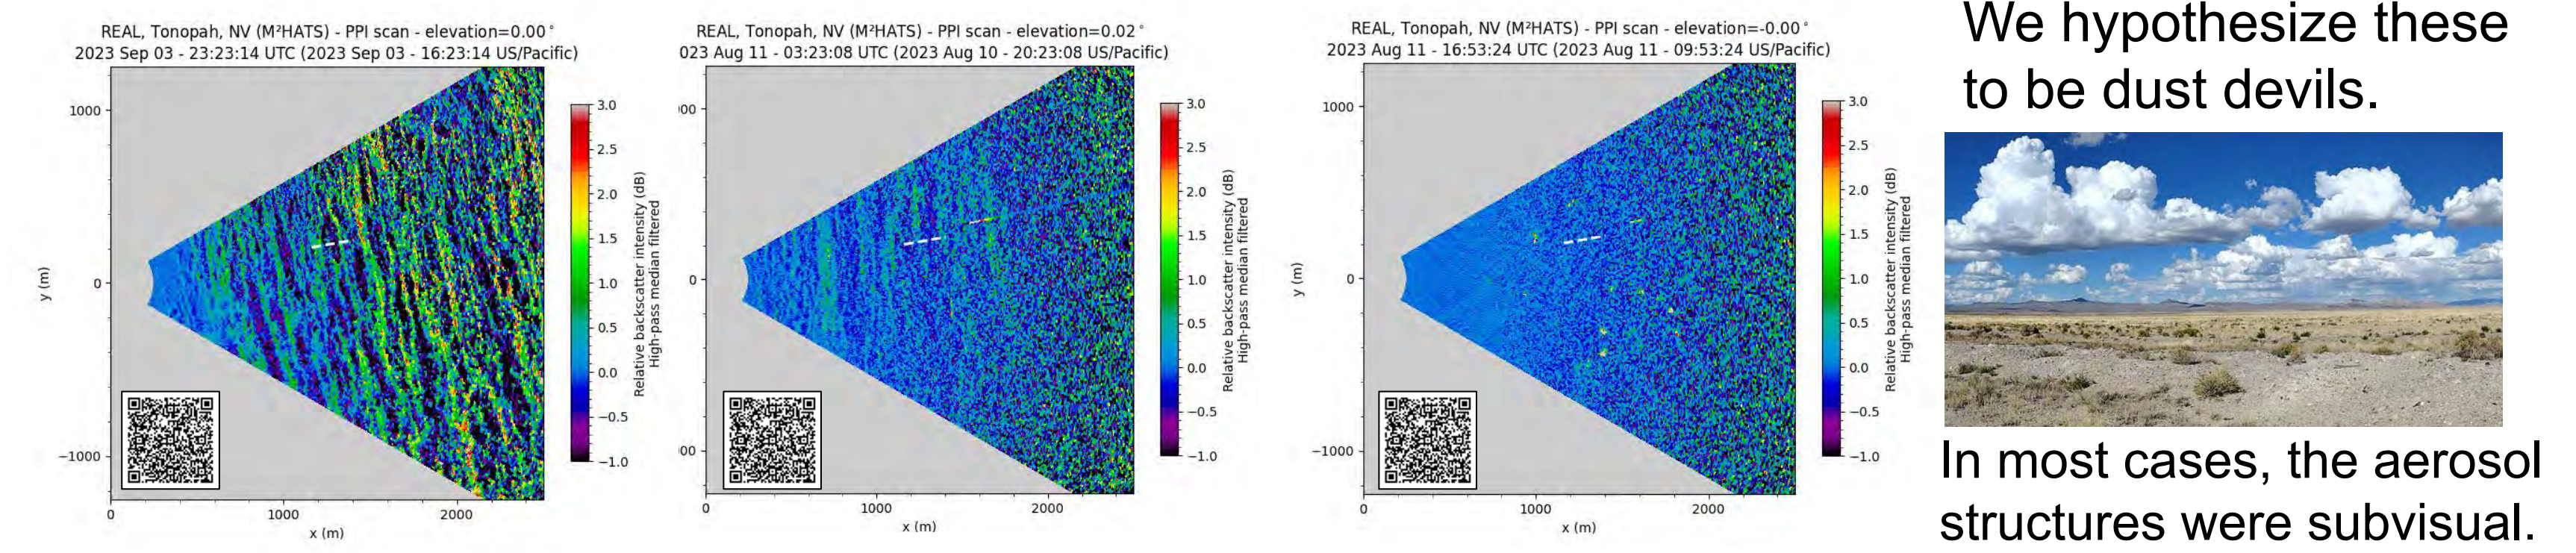 REAL, Tonopah, NV (M²HATS) - PPI scan - elevation=0.00°
2023 Sep 03 - 23:23:14 UTC (2023 Sep 03 - 16:23:14 US/Pacific)
1000
0
−1000
y (m)
0
1000
2000
x (m)
3.0
2.5
2.0
1.5
1.0
0.5
0.0
−0.5
−1.0
Relative backscatter intensity (dB)
High-pass median filtered
REAL, Tonopah, NV (M²HATS) - PPI scan - elevation=0.02°
023 Aug 11 - 03:23:08 UTC (2023 Aug 10 - 20:23:08 US/Pacific)
00
0
00
0
1000
2000
x (m)
3.0
2.5
2.0
1.5
1.0
0.5
0.0
−0.5
−1.0
Relative backscatter intensity (dB)
High-pass median filtered
REAL, Tonopah, NV (M²HATS) - PPI scan - elevation=-0.00°
2023 Aug 11 - 16:53:24 UTC (2023 Aug 11 - 09:53:24 US/Pacific)
1000
0
−1000
y (m)
0
1000
2000
x (m)
3.0
2.5
2.0
1.5
1.0
0.5
0.0
−0.5
−1.0
Relative backscatter intensity (dB)
High-pass median filtered
We hypothesize these
to be dust devils.
In most cases, the aerosol
structures were subvisual.